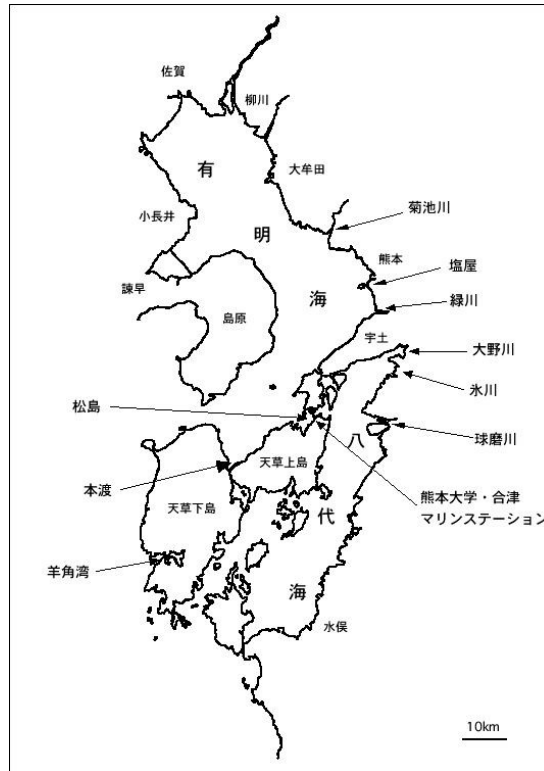 佐賀
柳川
大牟田
有
小長井
菊池川
明
熊本
塩屋
諫早
島原
海
緑川
宇土
大野川
氷川
松島
八
球磨川
天草上島
本渡
熊本大学・合津
マリンステーション
天草下島
代
羊角湾
海
水俣
10km